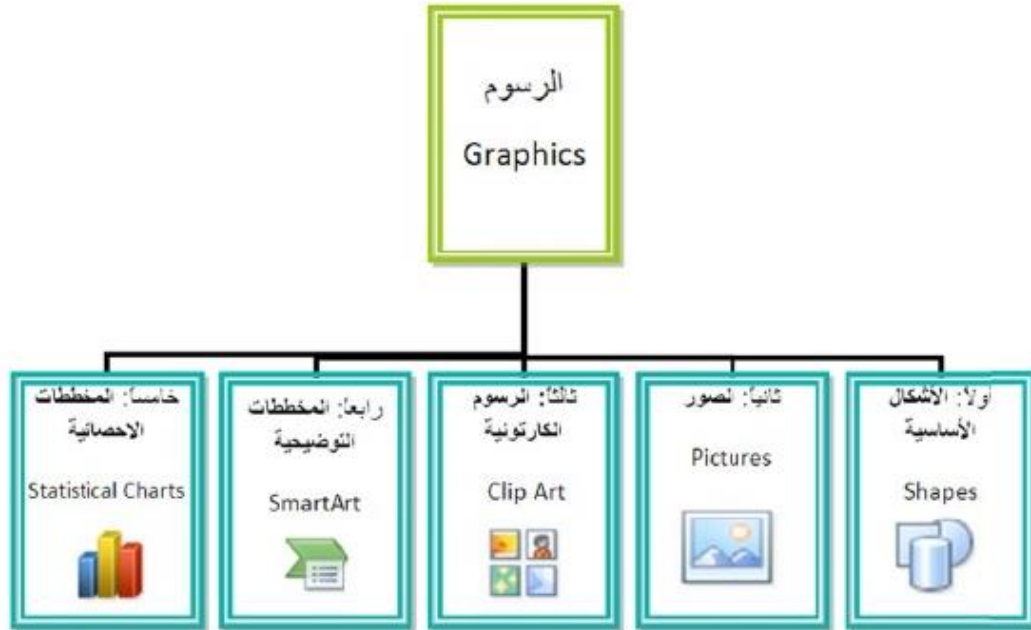 الرسوم
Graphics
أولاً: الأشكال
الأساسية
Shapes
ثانياً: الصور
Pictures
ثالثاً: الرسوم
الكارتونية
Clip Art
رابعاً: المخططات
التوضيحية
SmartArt
خامساً: المخططات
الاحصائية
Statistical Charts